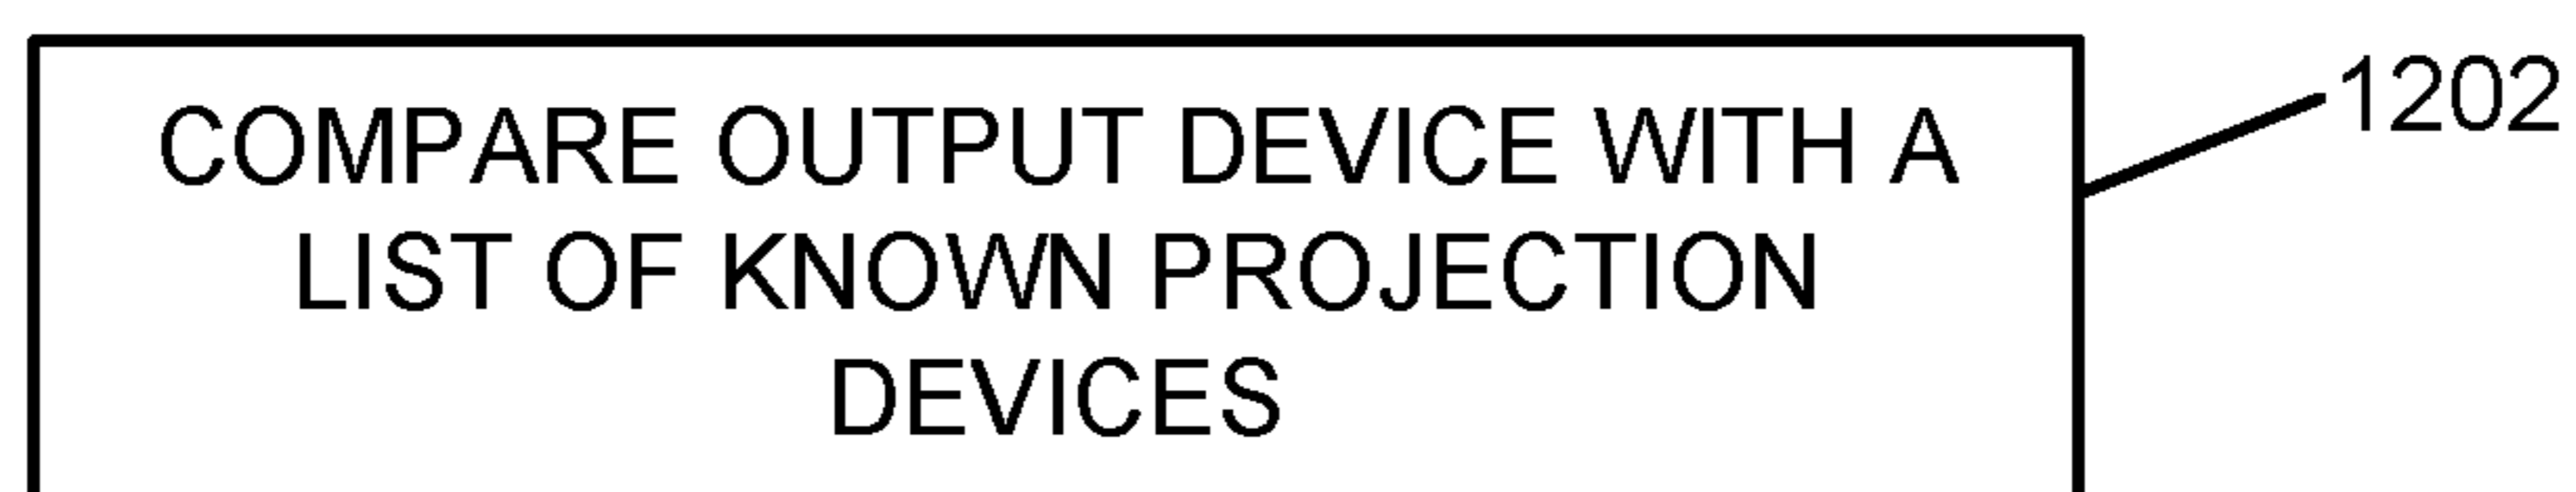 COMPARE OUTPUT DEVICE WITH A
LIST OF KNOWN PROJECTION
DEVICES
1202